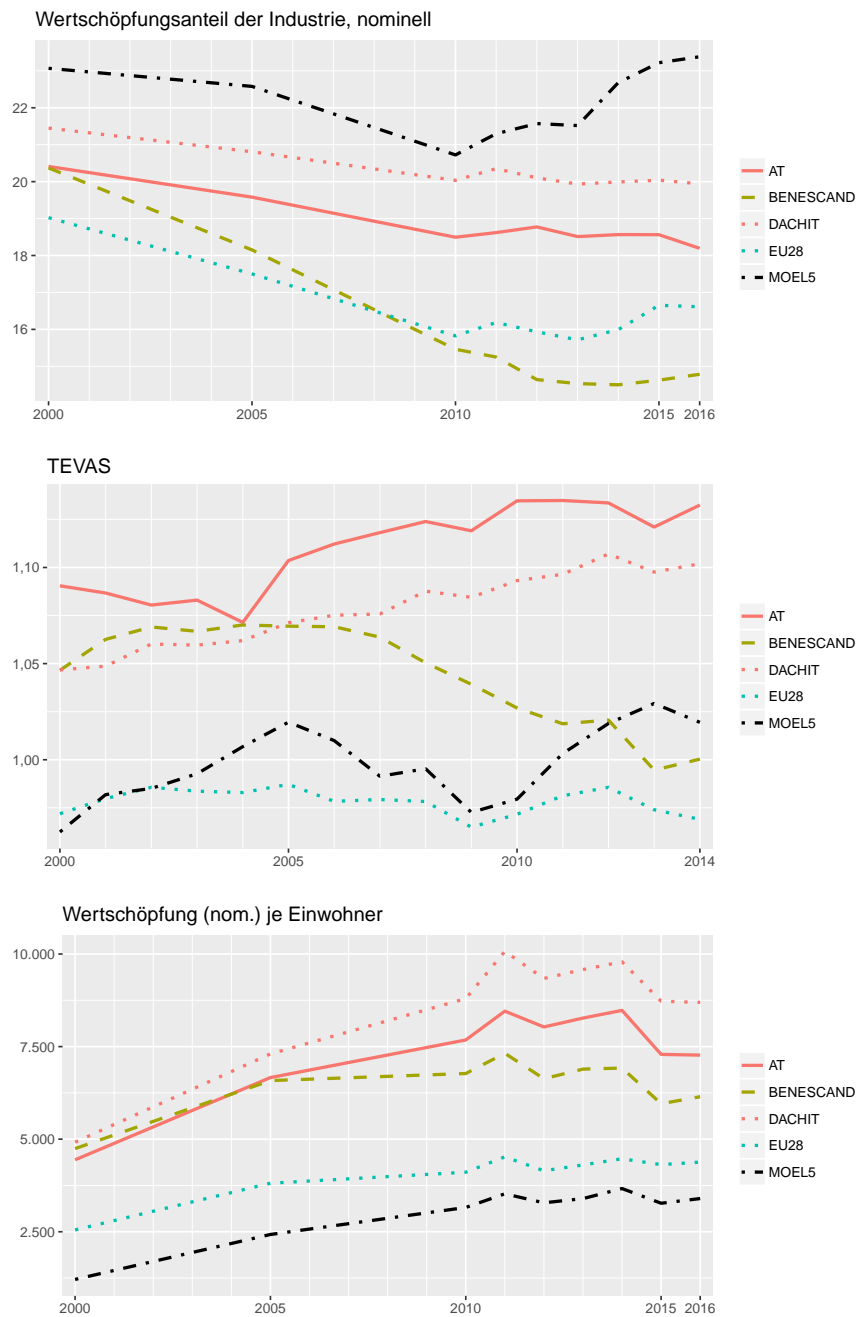 Wertschöpfungsanteil der Industrie, nominell
22
20
18
16
2000 2005 2010 2015 2016
AT
BENESCAND
DACHIT
EU28
MOEL5
TEVAS
1,10
1,05
1,00
2000 2005 2010 2014
AT
BENESCAND
DACHIT
EU28
MOEL5
Wertschöpfung (nom.) je Einwohner
10.000
7.500
5.000
2.500
2000 2005 2010 2015 2016
AT
BENESCAND
DACHIT
EU28
MOEL5